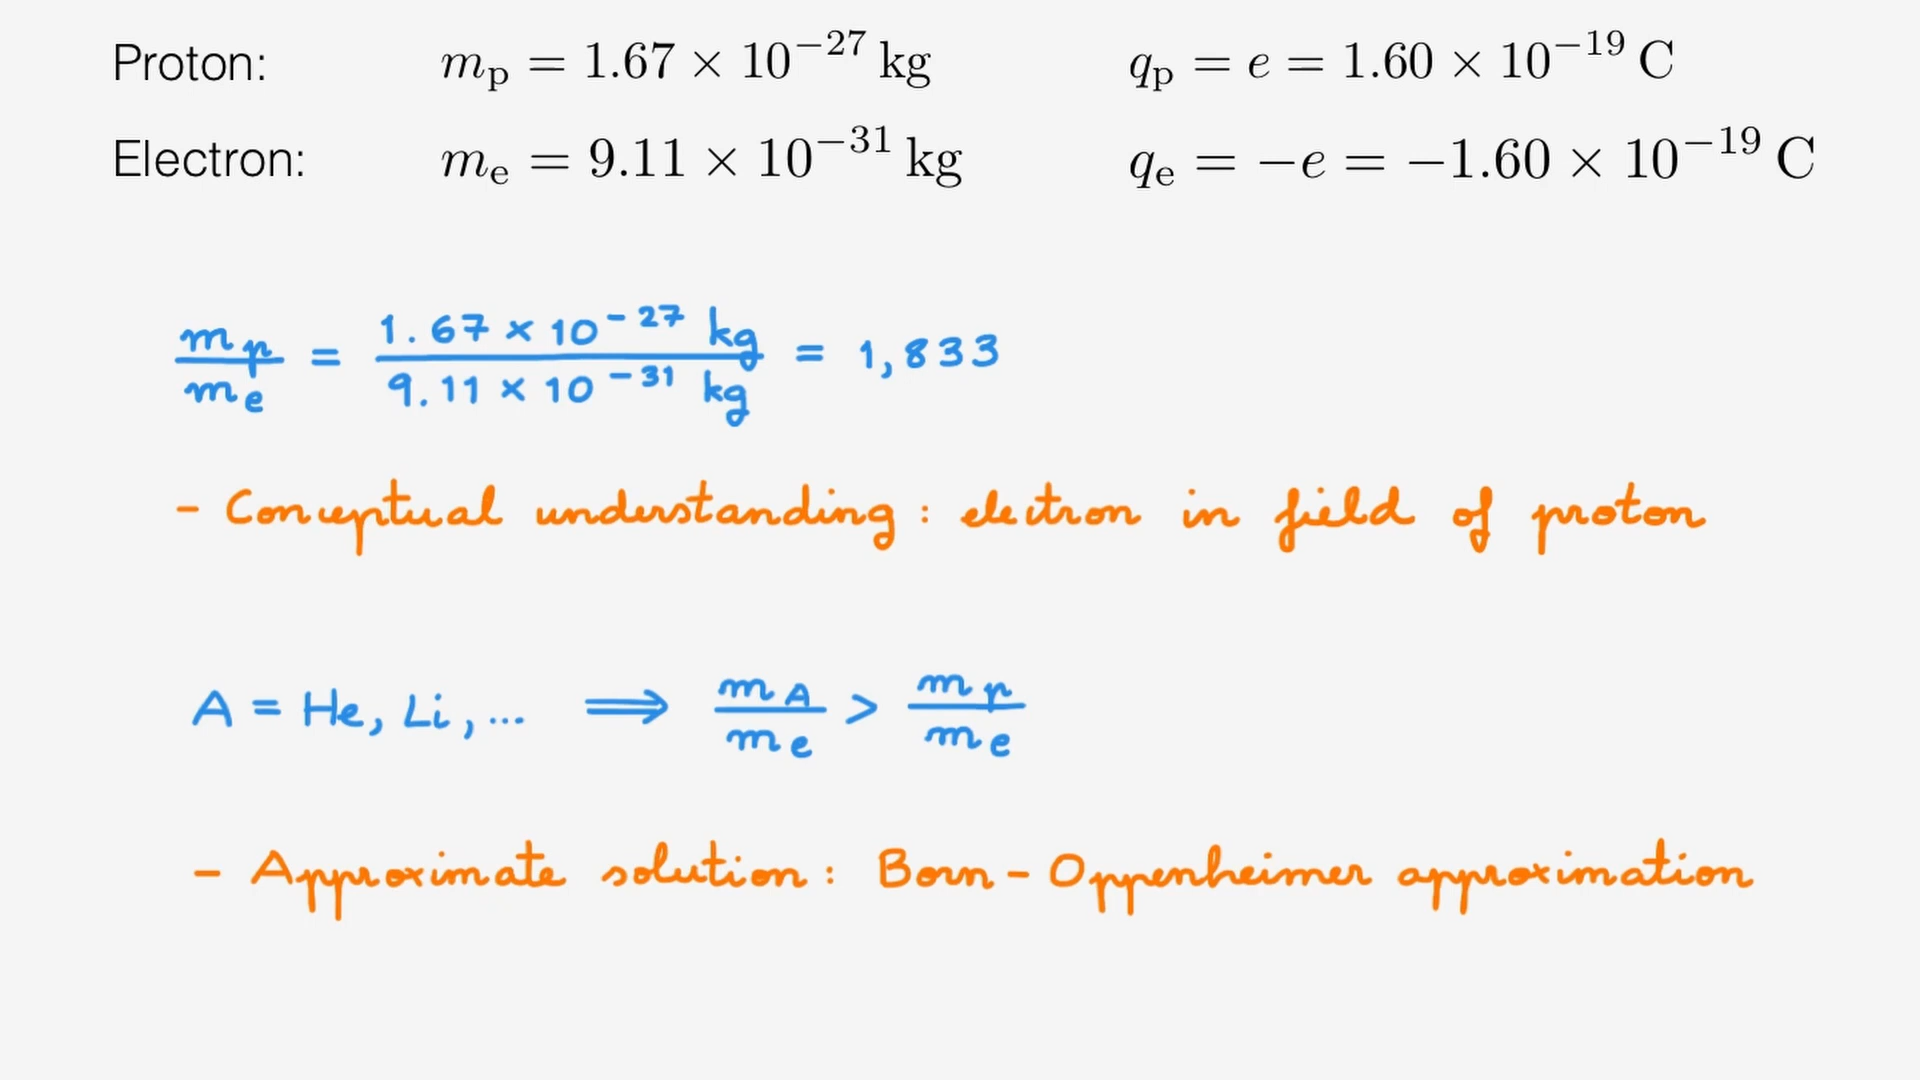 Proton: m_p = 1.67 × 10^{-27} kg q_p = e = 1.60 × 10^{-19} C
Electron: m_e = 9.11 × 10^{-31} kg q_e = -e = -1.60 × 10^{-19} C
m_p/m_e = 1.67 × 10^{-27} kg / 9.11 × 10^{-31} kg = 1,833
- Conceptual understanding: electron in field of proton
A = He, Li, ... ⟹ m_A/m_e > m_p/m_e
- Approximate solution: Born-Oppenheimer approximation